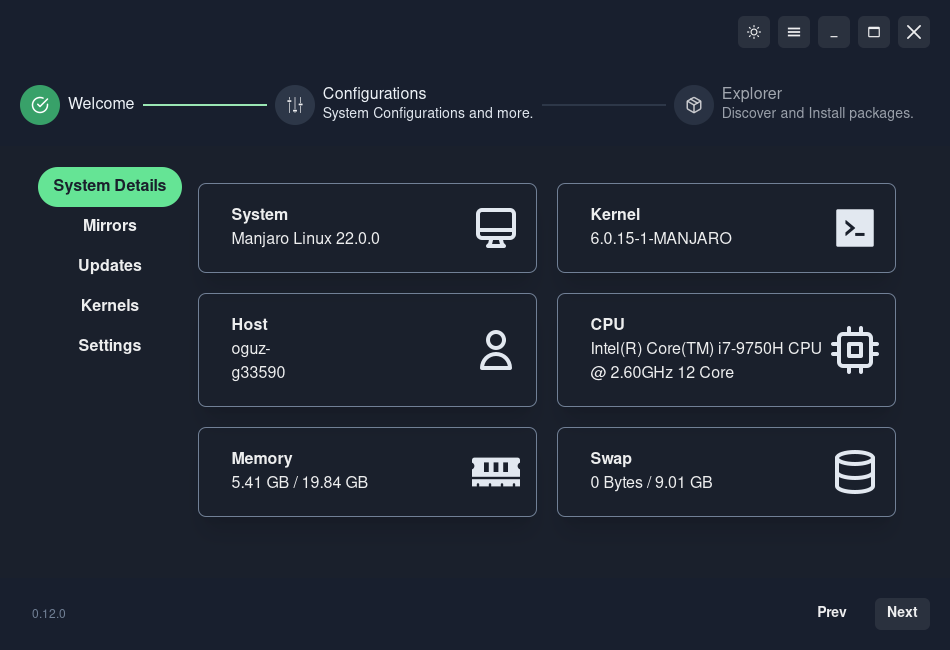 Welcome
Configurations
System Configurations and more.
Explorer
Discover and Install packages.
System Details
Mirrors
Updates
Kernels
Settings
System
Manjaro Linux 22.0.0
Kernel
6.0.15-1-MANJARO
Host
oguz-
g33590
CPU
Intel(R) Core(TM) i7-9750H CPU
@ 2.60GHz 12 Core
Memory
5.41 GB / 19.84 GB
Swap
0 Bytes / 9.01 GB
0.12.0
Prev
Next